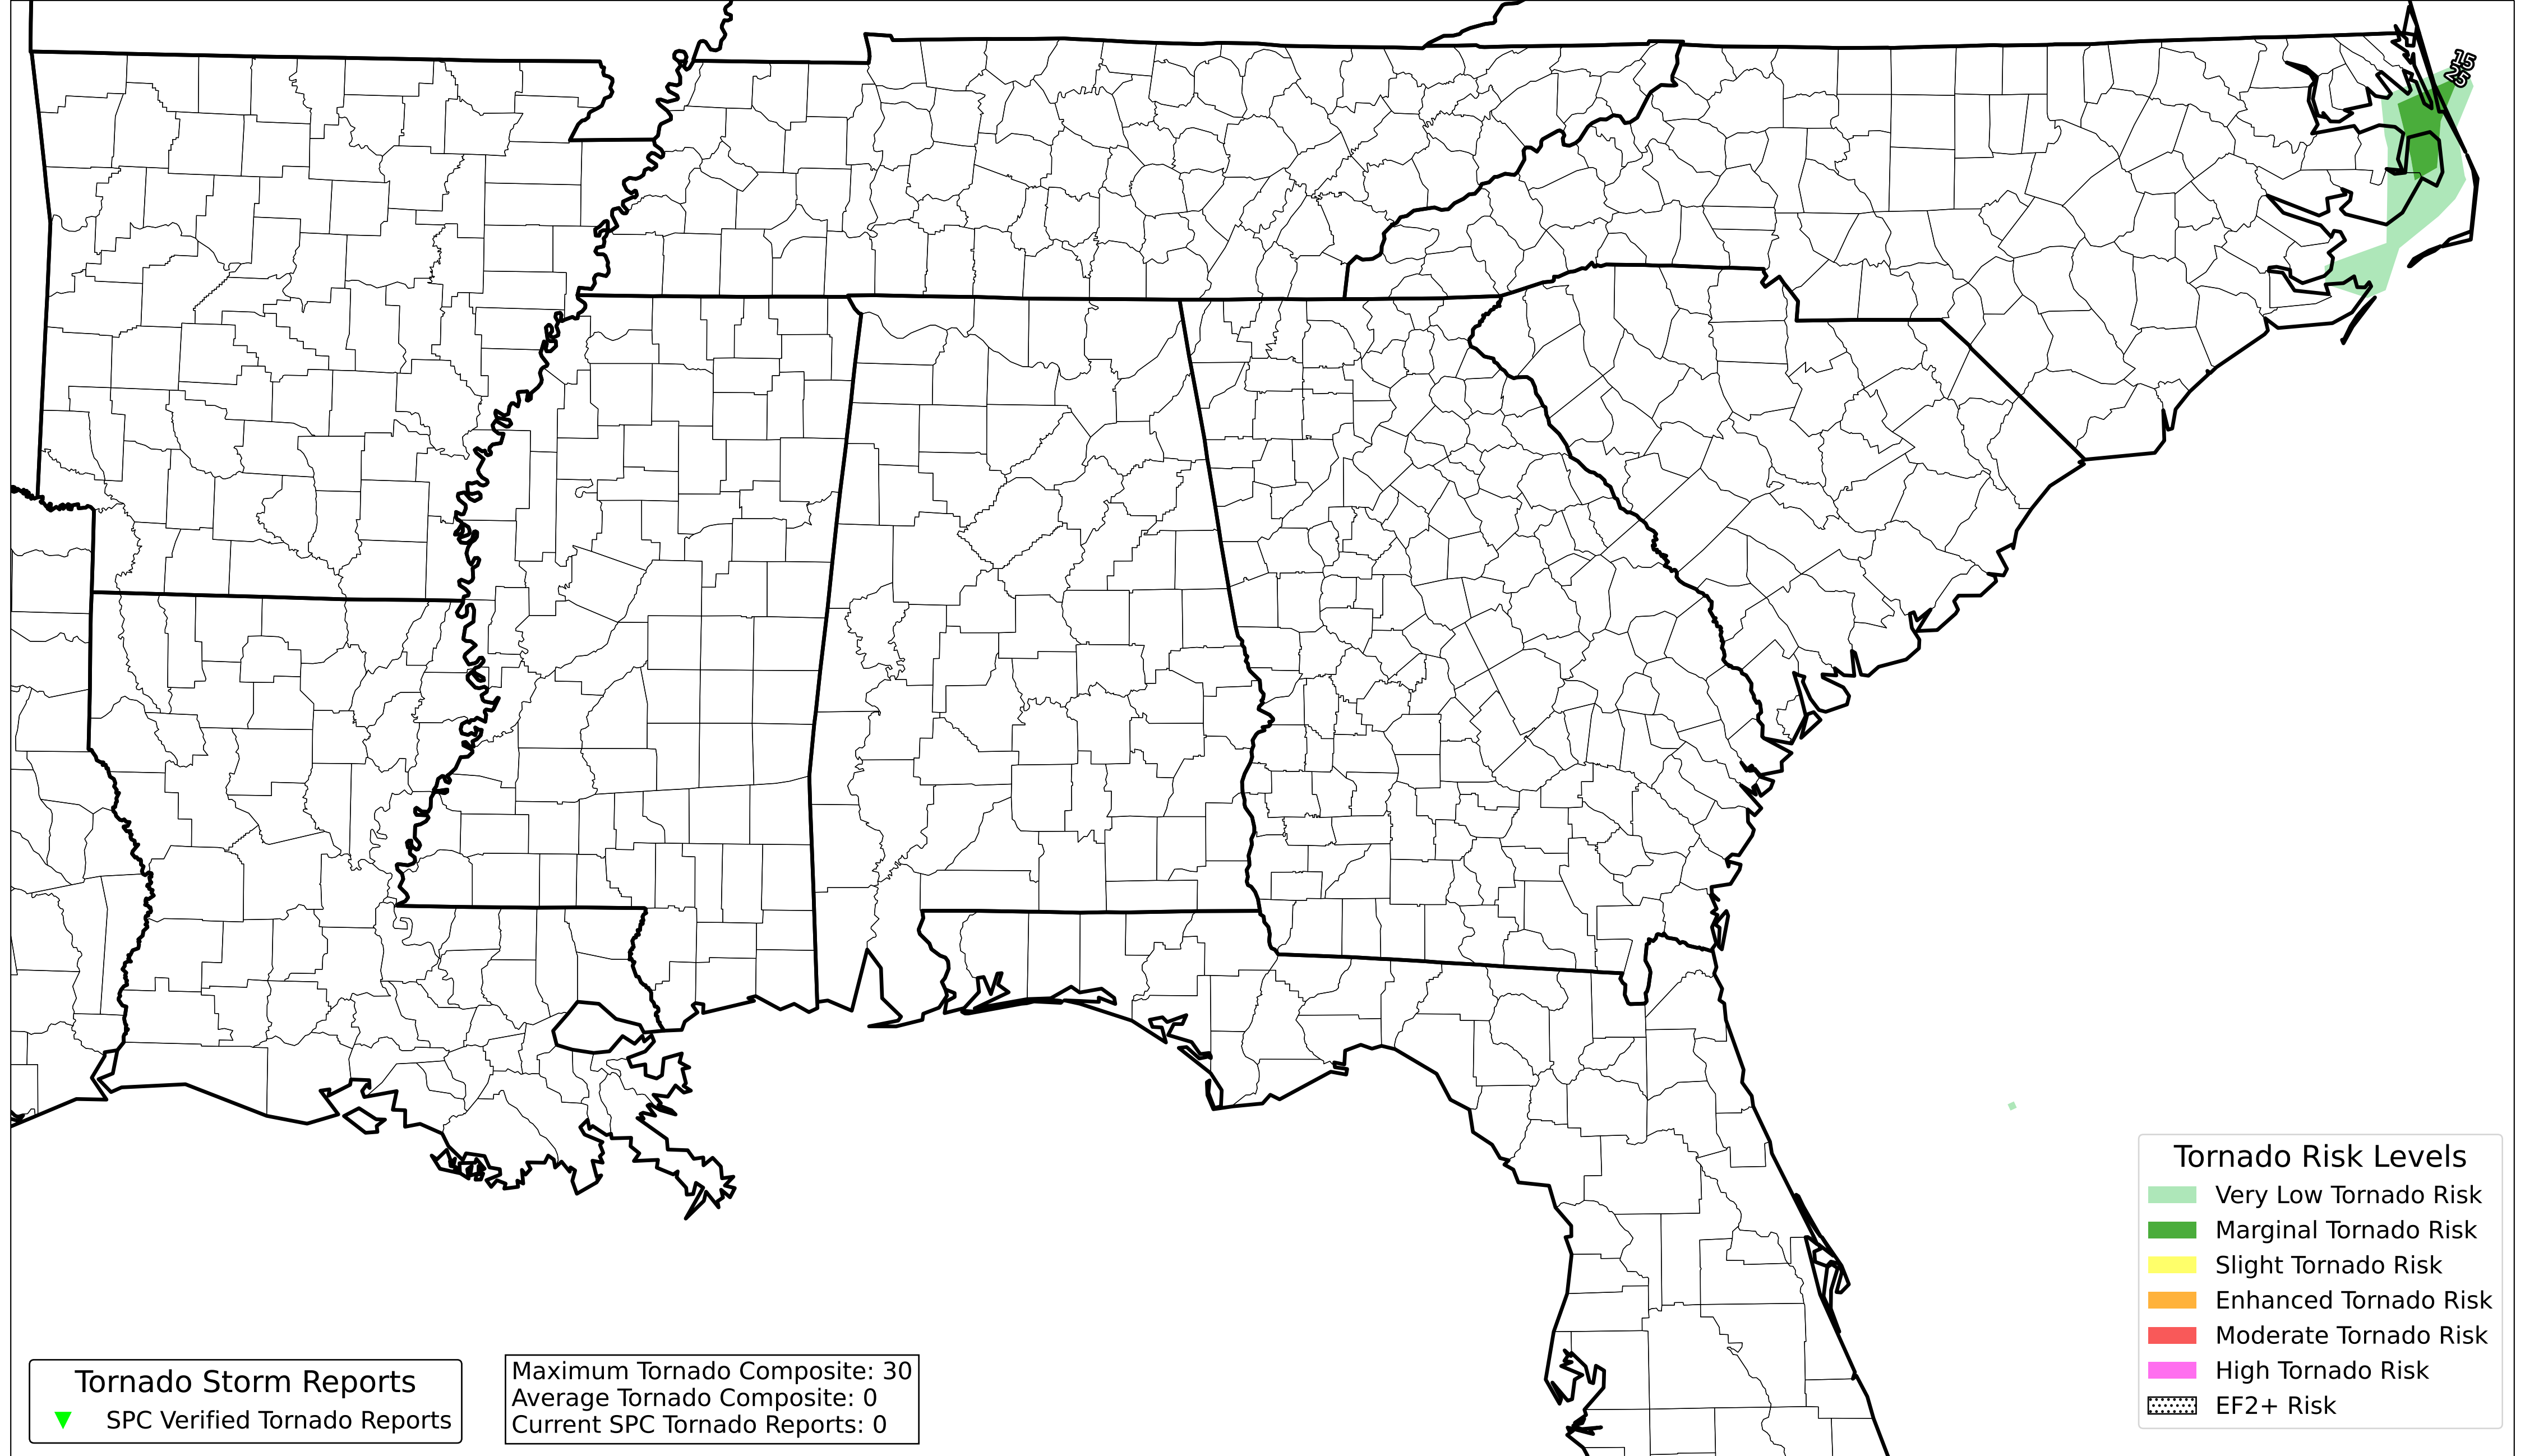 15
25
Tornado Risk Levels
Very Low Tornado Risk
Marginal Tornado Risk
Slight Tornado Risk
Enhanced Tornado Risk
Moderate Tornado Risk
High Tornado Risk
EF2+ Risk
Tornado Storm Reports
SPC Verified Tornado Reports
Maximum Tornado Composite: 30
Average Tornado Composite: 0
Current SPC Tornado Reports: 0